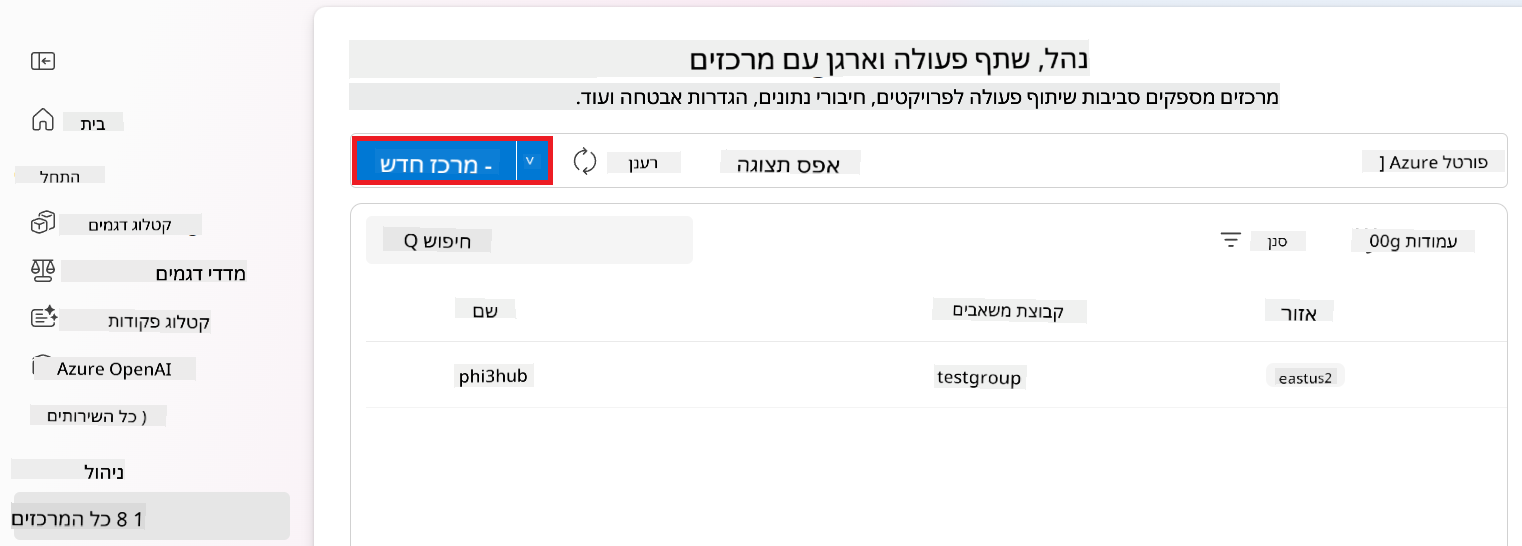 בית
התחל
קטלוג דגמים
מדדי דגמים
קטלוג פקודות
Azure OpenAI
כל השירותים )
ניהול
1 8 כל המרכזים
נהל, שתף פעולה וארגן עם מרכזים
מרכזים מספקים סביבות שיתוף פעולה לפרויקטים, חיבורי נתונים, הגדרות אבטחה ועוד.
- מרכז חדש
רענן
אפס תצוגה
פורטל Azure [
חיפוש Q
סנן
עמודות 00g
שם
קבוצת משאבים
אזור
phi3hub
testgroup
eastus2